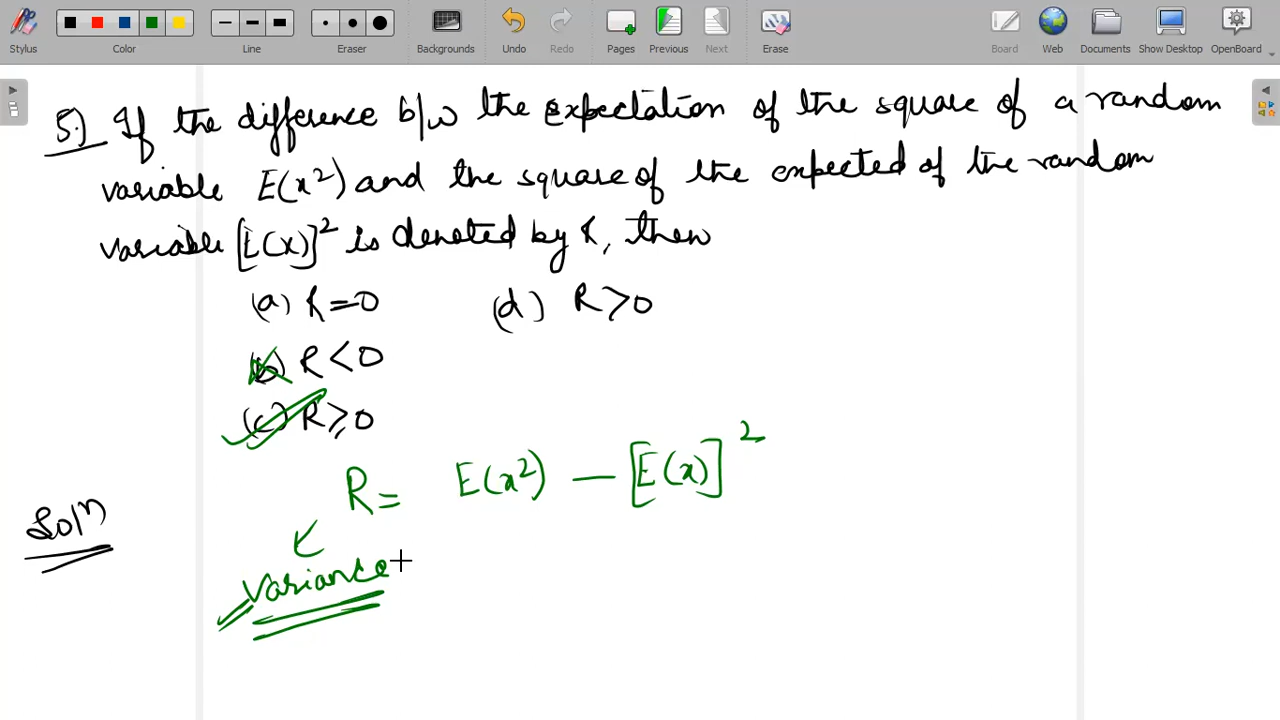 Stylus
Color
Line
Eraser
Backgrounds
Undo
Redo
Pages
Previous
Next
Erase
Board
Web
Documents
Show Desktop
OpenBoard
5.) If the difference b/w the expectation of the square of a random
variable E(x²) and the square of the expected of the random
variable [E(x)]² is denoted by R, then
(a) R=0
(d) R>0
(b) R<0
(c) R≥0
R= E(x²) — [E(x)]²
Solⁿ
Variance